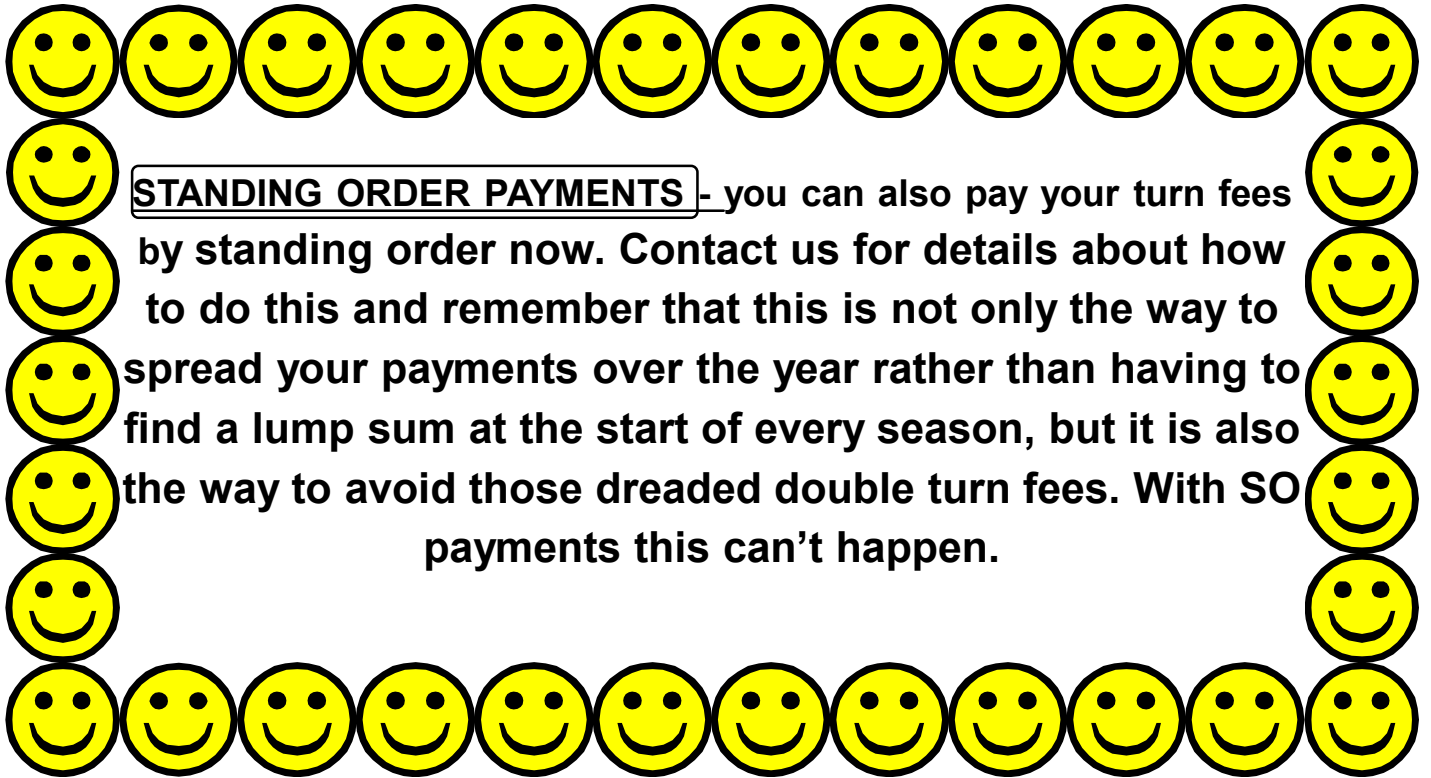 STANDING ORDER PAYMENTS - you can also pay your turn fees
by standing order now. Contact us for details about how
to do this and remember that this is not only the way to
spread your payments over the year rather than having to
find a lump sum at the start of every season, but it is also
the way to avoid those dreaded double turn fees. With SO
payments this can’t happen.